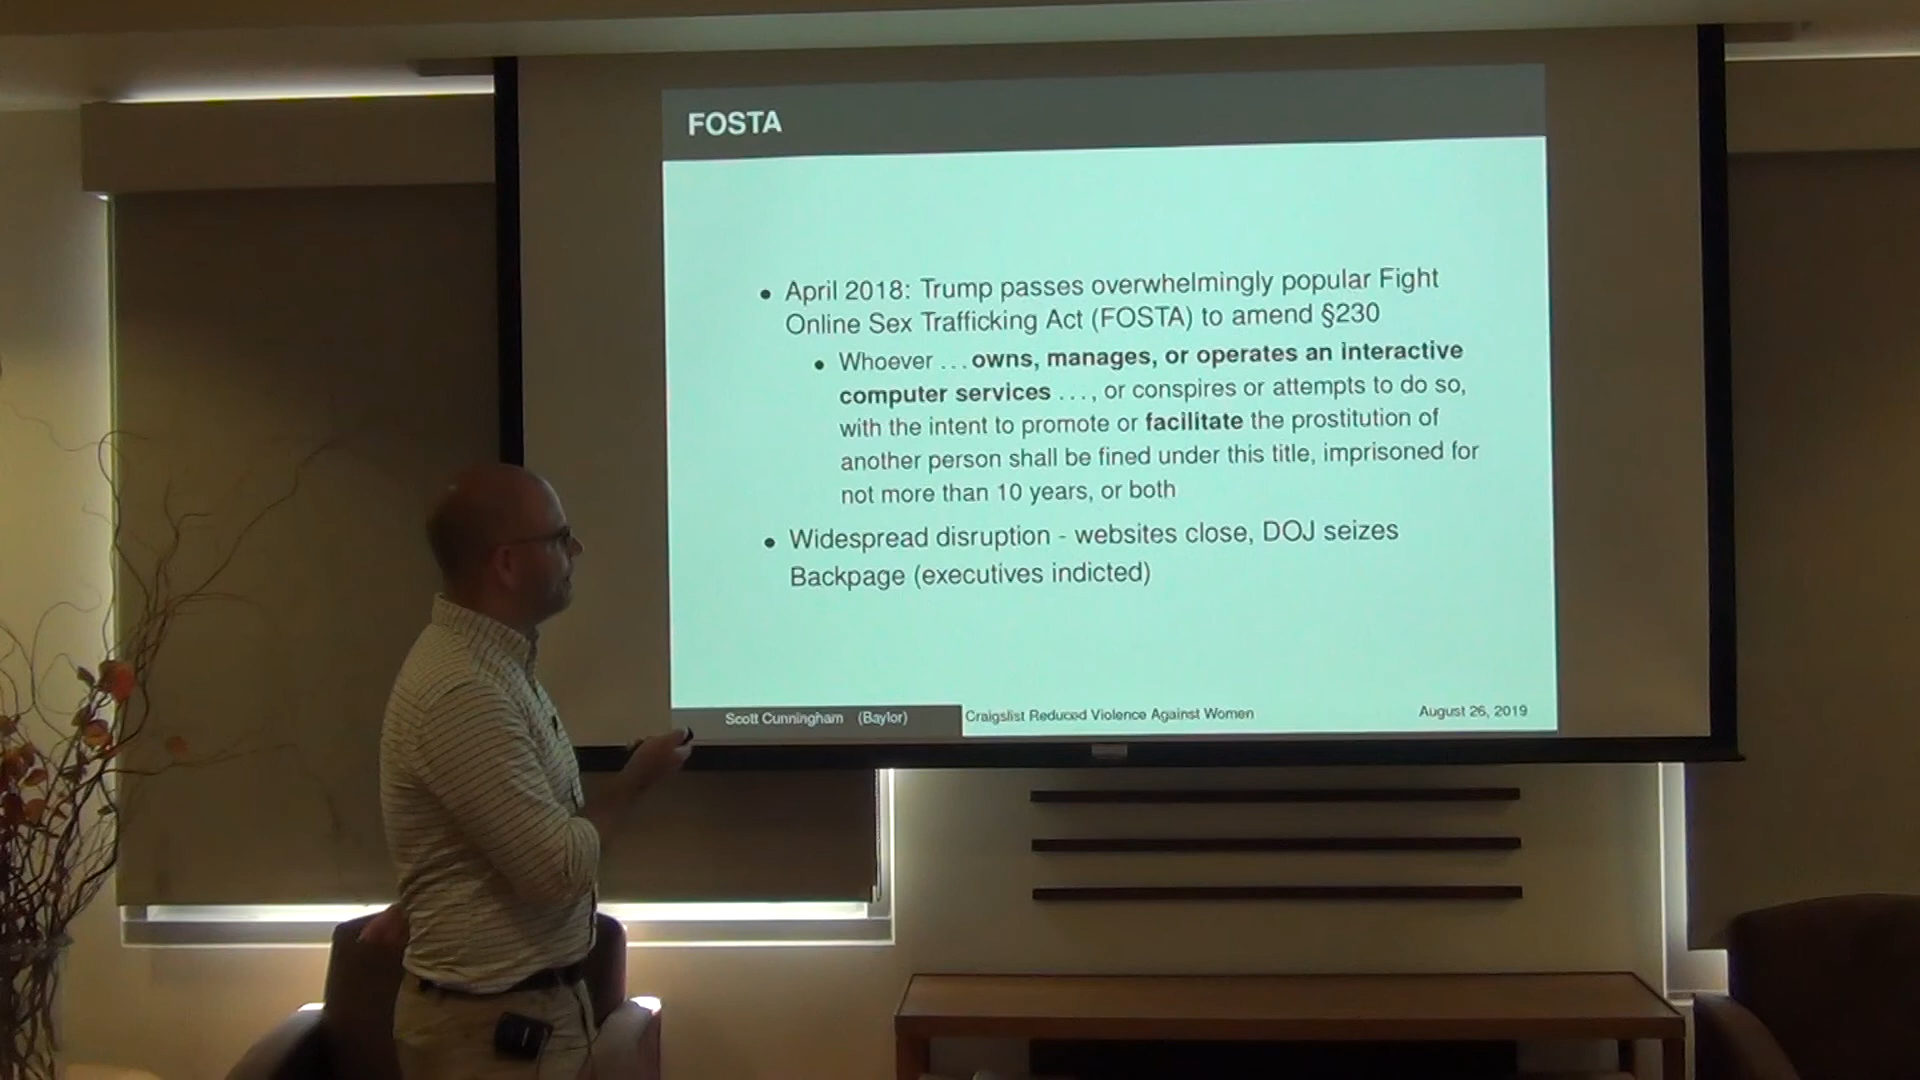 FOSTA
• April 2018: Trump passes overwhelmingly popular Fight
Online Sex Trafficking Act (FOSTA) to amend §230
• Whoever ... owns, manages, or operates an interactive
computer services ..., or conspires or attempts to do so,
with the intent to promote or facilitate the prostitution of
another person shall be fined under this title, imprisoned for
not more than 10 years, or both
• Widespread disruption - websites close, DOJ seizes
Backpage (executives indicted)
Scott Cunningham (Baylor) Craigslist Reduced Violence Against Women August 26, 2019